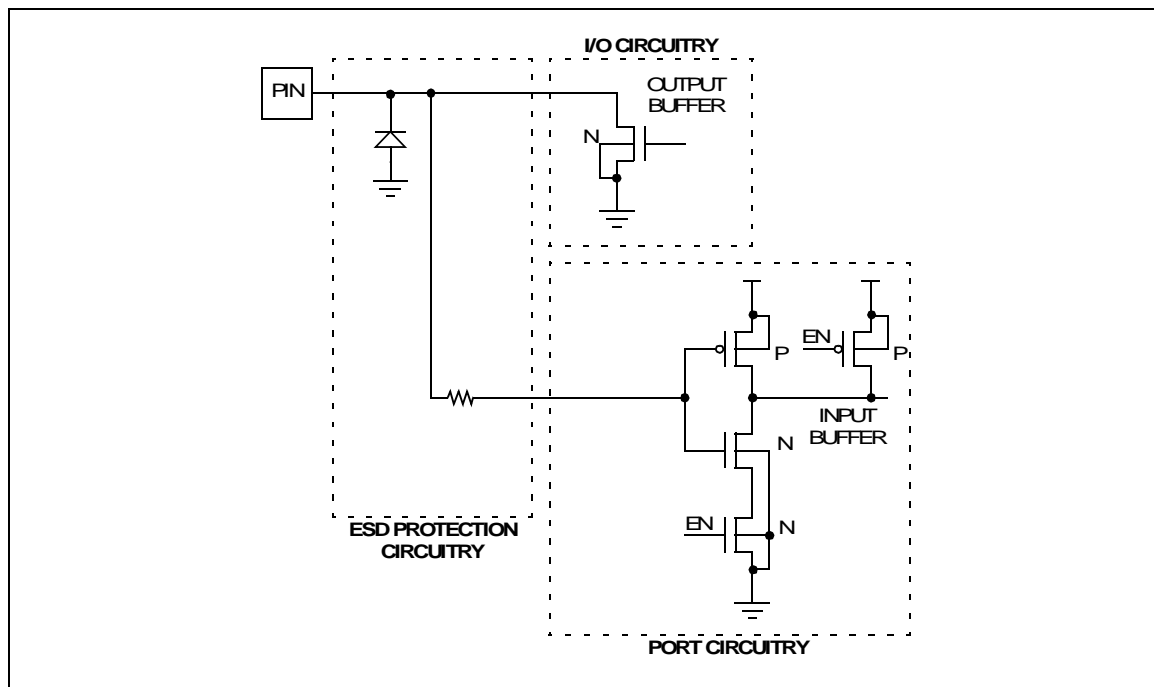 I/O CIRCUITRY
PIN
OUTPUT
BUFFER
N
EN
P
P
INPUT
BUFFER
N
EN
N
ESD PROTECTION
CIRCUITRY
PORT CIRCUITRY